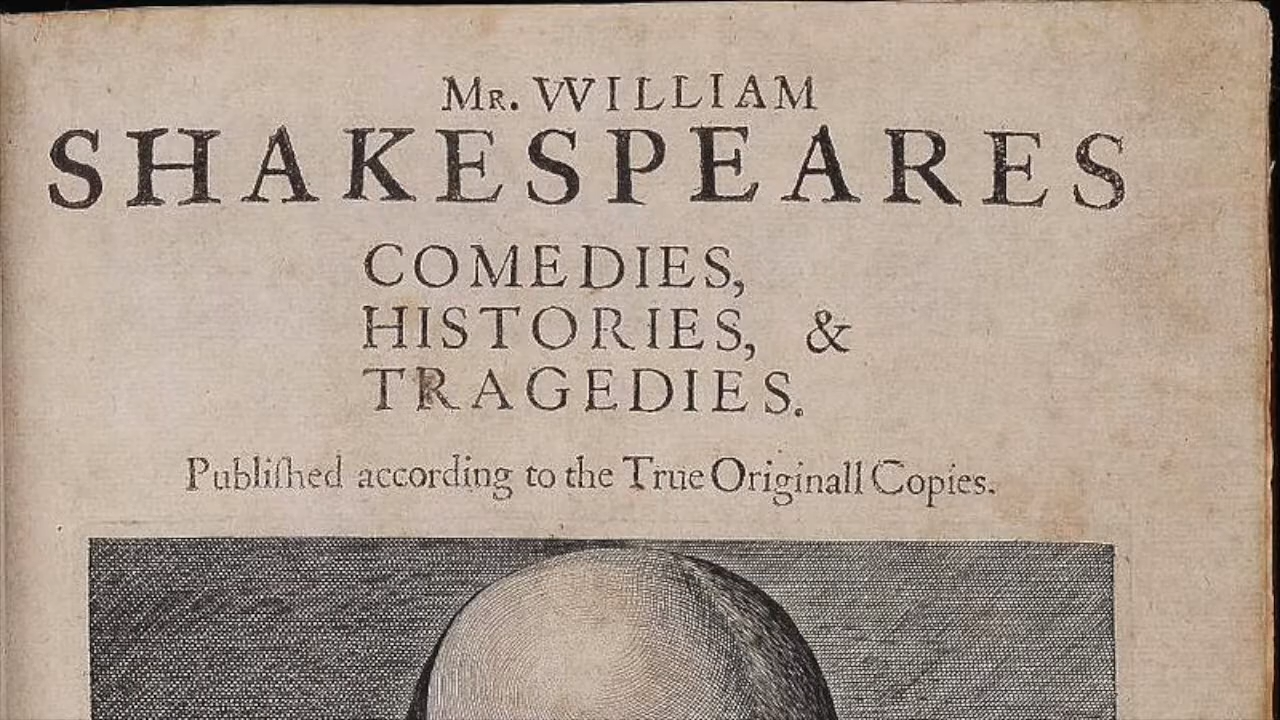 Mr. WILLIAM
SHAKESPEARES
COMEDIES,
HISTORIES, &
TRAGEDIES.
Publiſhed according to the True Originall Copies.